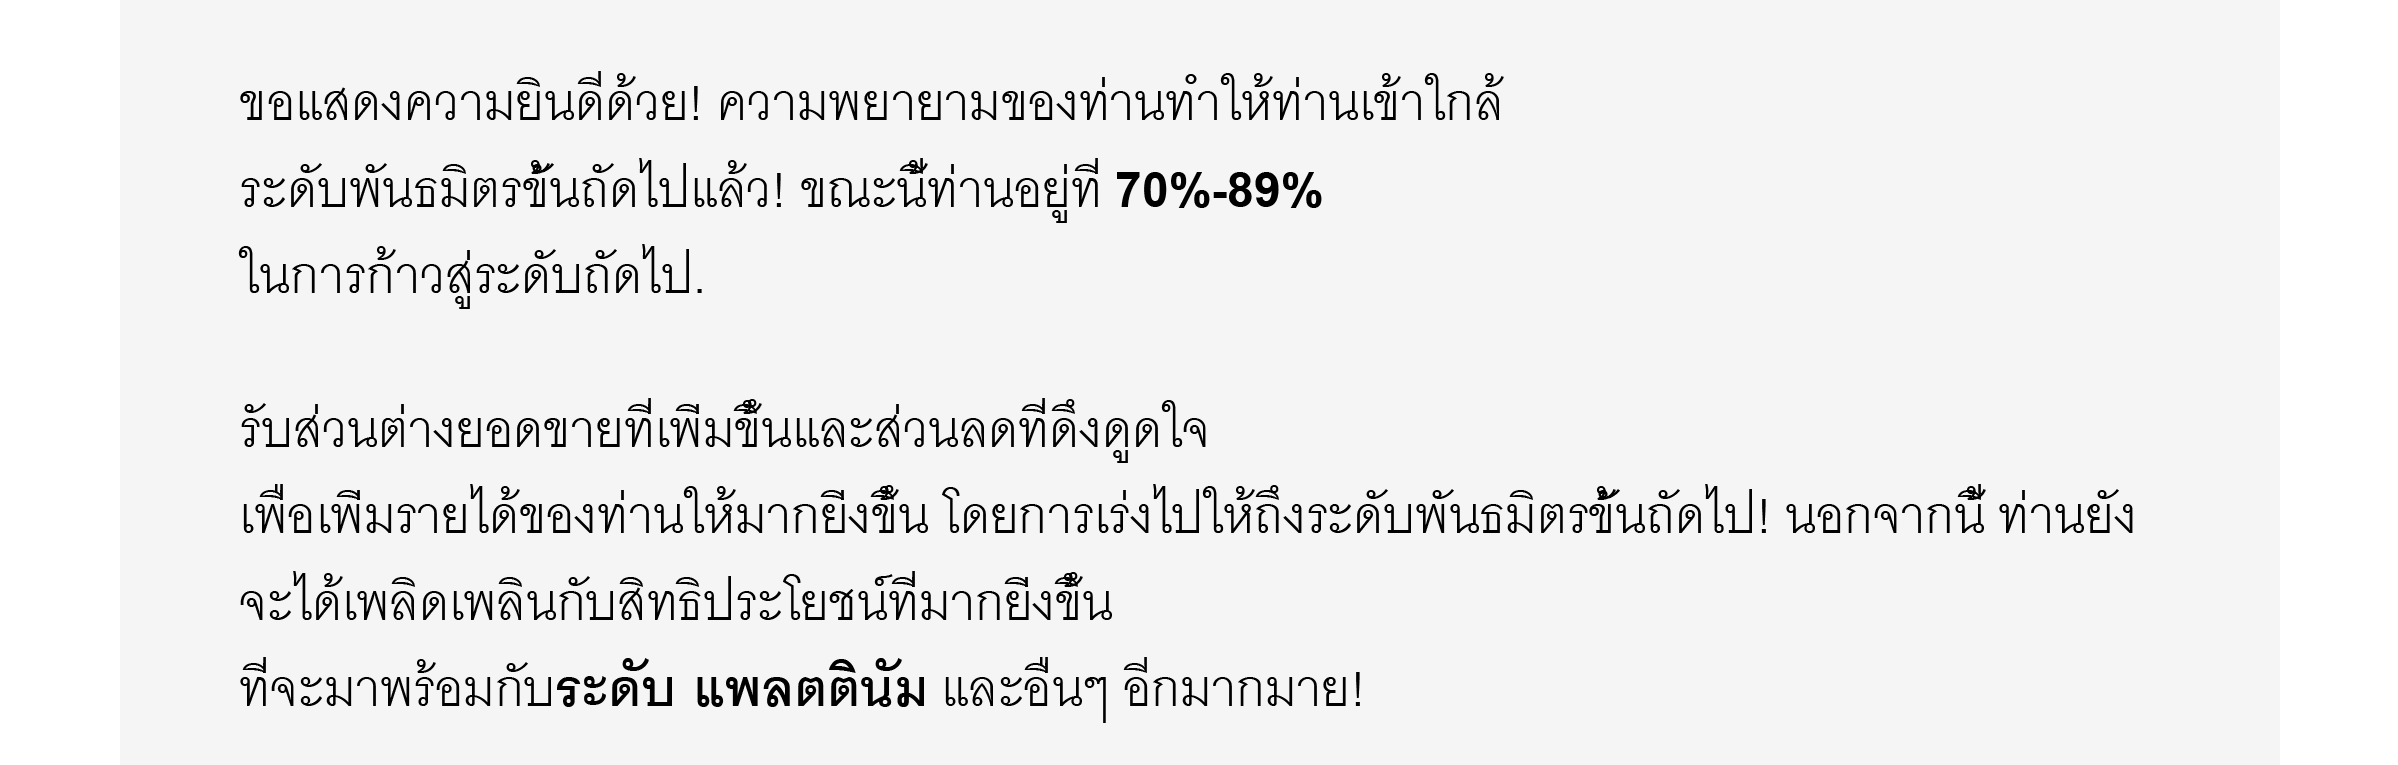 ขอแสดงความยินดีด้วย! ความพยายามของท่านทำให้ท่านเข้าใกล้
ระดับพันธมิตรขั้นถัดไปแล้ว! ขณะนี้ท่านอยู่ที่ 70%-89%
ในการก้าวสู่ระดับถัดไป.
รับส่วนต่างยอดขายที่เพิ่มขึ้นและส่วนลดที่ดึงดูดใจ
เพื่อเพิ่มรายได้ของท่านให้มากยิ่งขึ้น โดยการเร่งไปให้ถึงระดับพันธมิตรขั้นถัดไป! นอกจากนี้ ท่านยัง
จะได้เพลิดเพลินกับสิทธิประโยชน์ที่มากยิ่งขึ้น
ที่จะมาพร้อมกับระดับ แพลตตินัม และอื่นๆ อีกมากมาย!